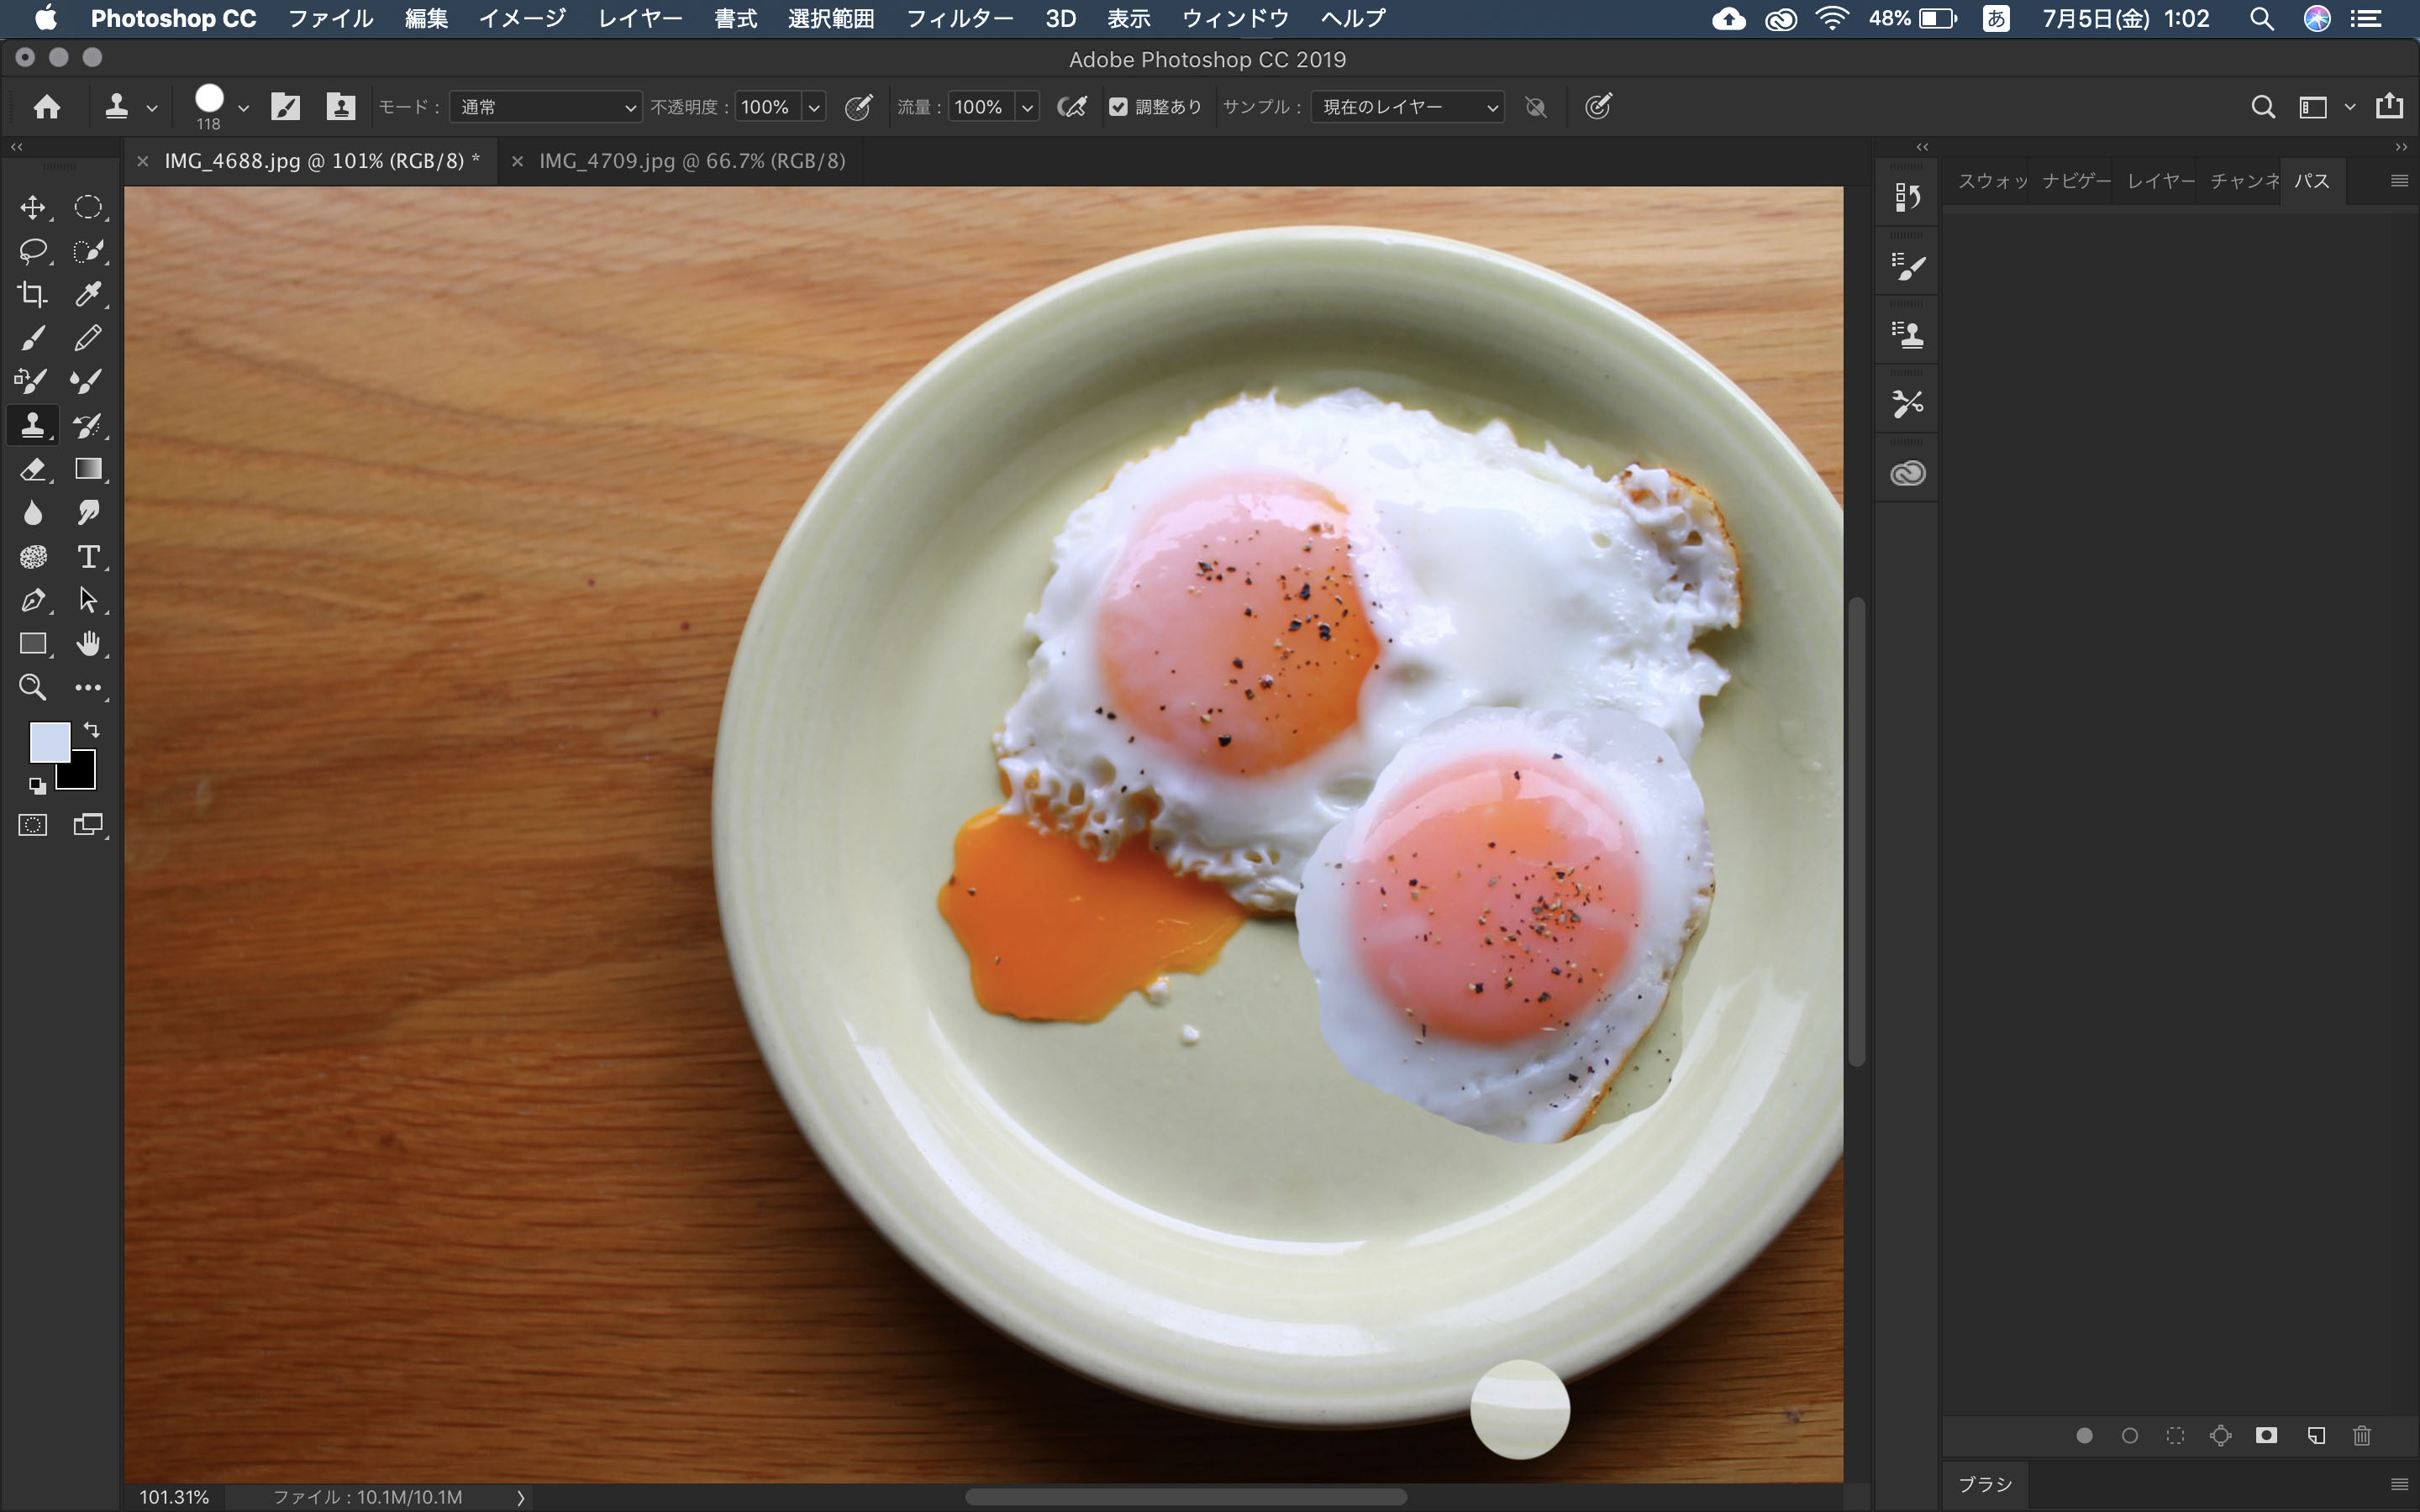 Photoshop CC ファイル 編集 イメージ レイヤー 書式 選択範囲 フィルター 3D 表示 ウィンドウ ヘルプ 48% あ 7月5日(金) 1:02
Adobe Photoshop CC 2019
118 モード : 通常 不透明度 : 100% 流量 : 100% 調整あり サンプル : 現在のレイヤー
IMG_4688.jpg @ 101% (RGB/8) * IMG_4709.jpg @ 66.7% (RGB/8)
スウォッ ナビゲー レイヤー チャンネ パス
T
101.31% ファイル : 10.1M/10.1M
ブラシ